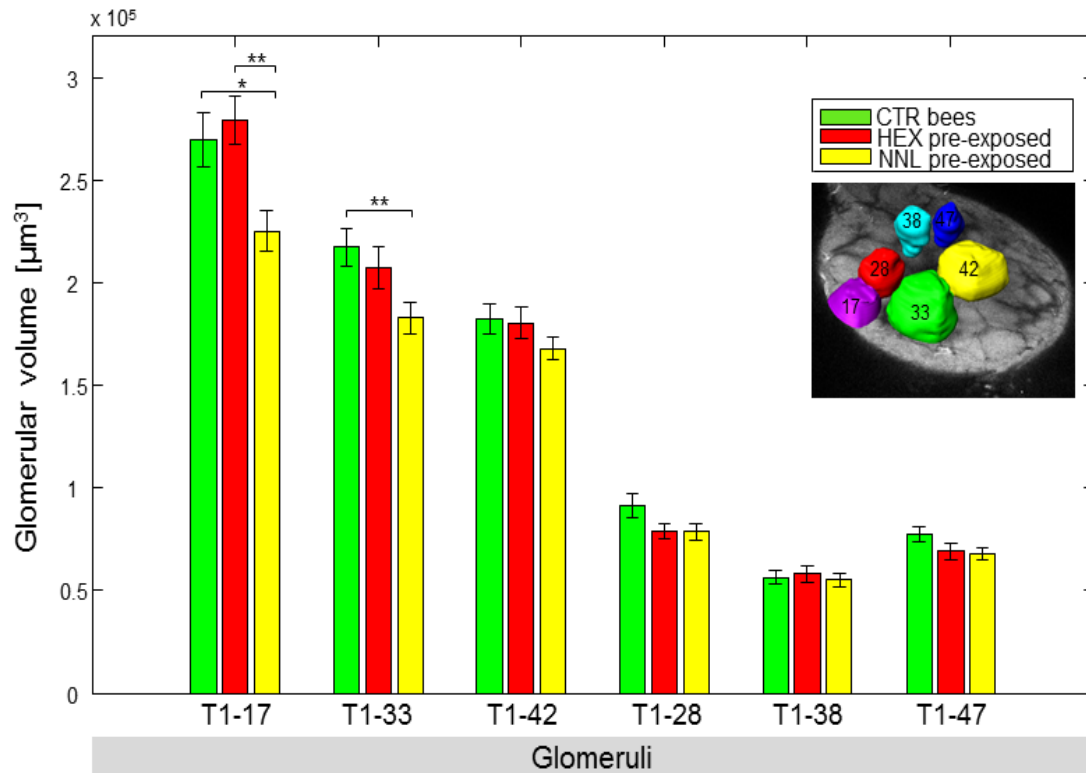 x 10⁵
3
2.5
2
1.5
1
0.5
0
Glomerular volume [µm³]
**
*
**
CTR bees
HEX pre-exposed
NNL pre-exposed
38
47
28
42
17
33
T1-17 T1-33 T1-42 T1-28 T1-38 T1-47
Glomeruli